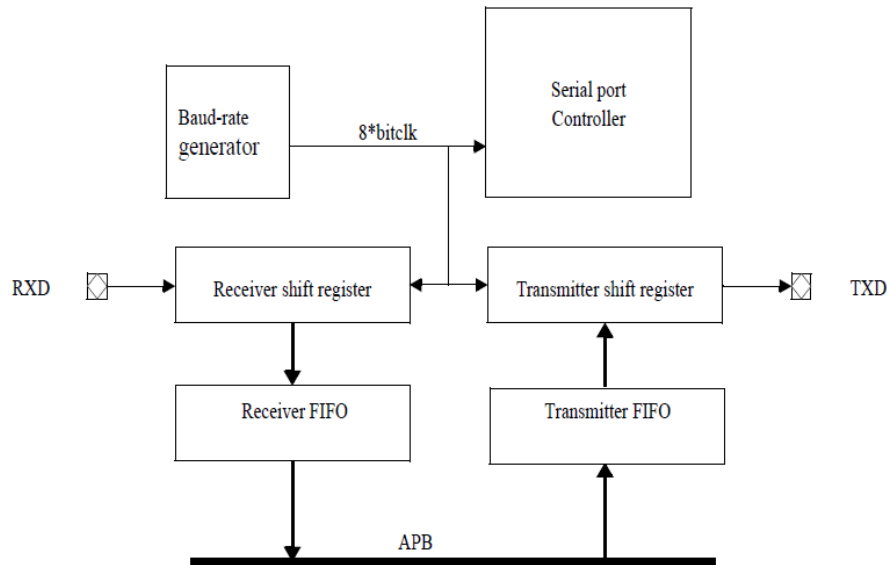 Baud-rate
generator
8*bitclk
Serial port
Controller
RXD
Receiver shift register
Transmitter shift register
TXD
Receiver FIFO
Transmitter FIFO
APB